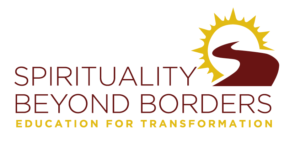 SPIRITUALITY
BEYOND BORDERS
EDUCATION FOR TRANSFORMATION